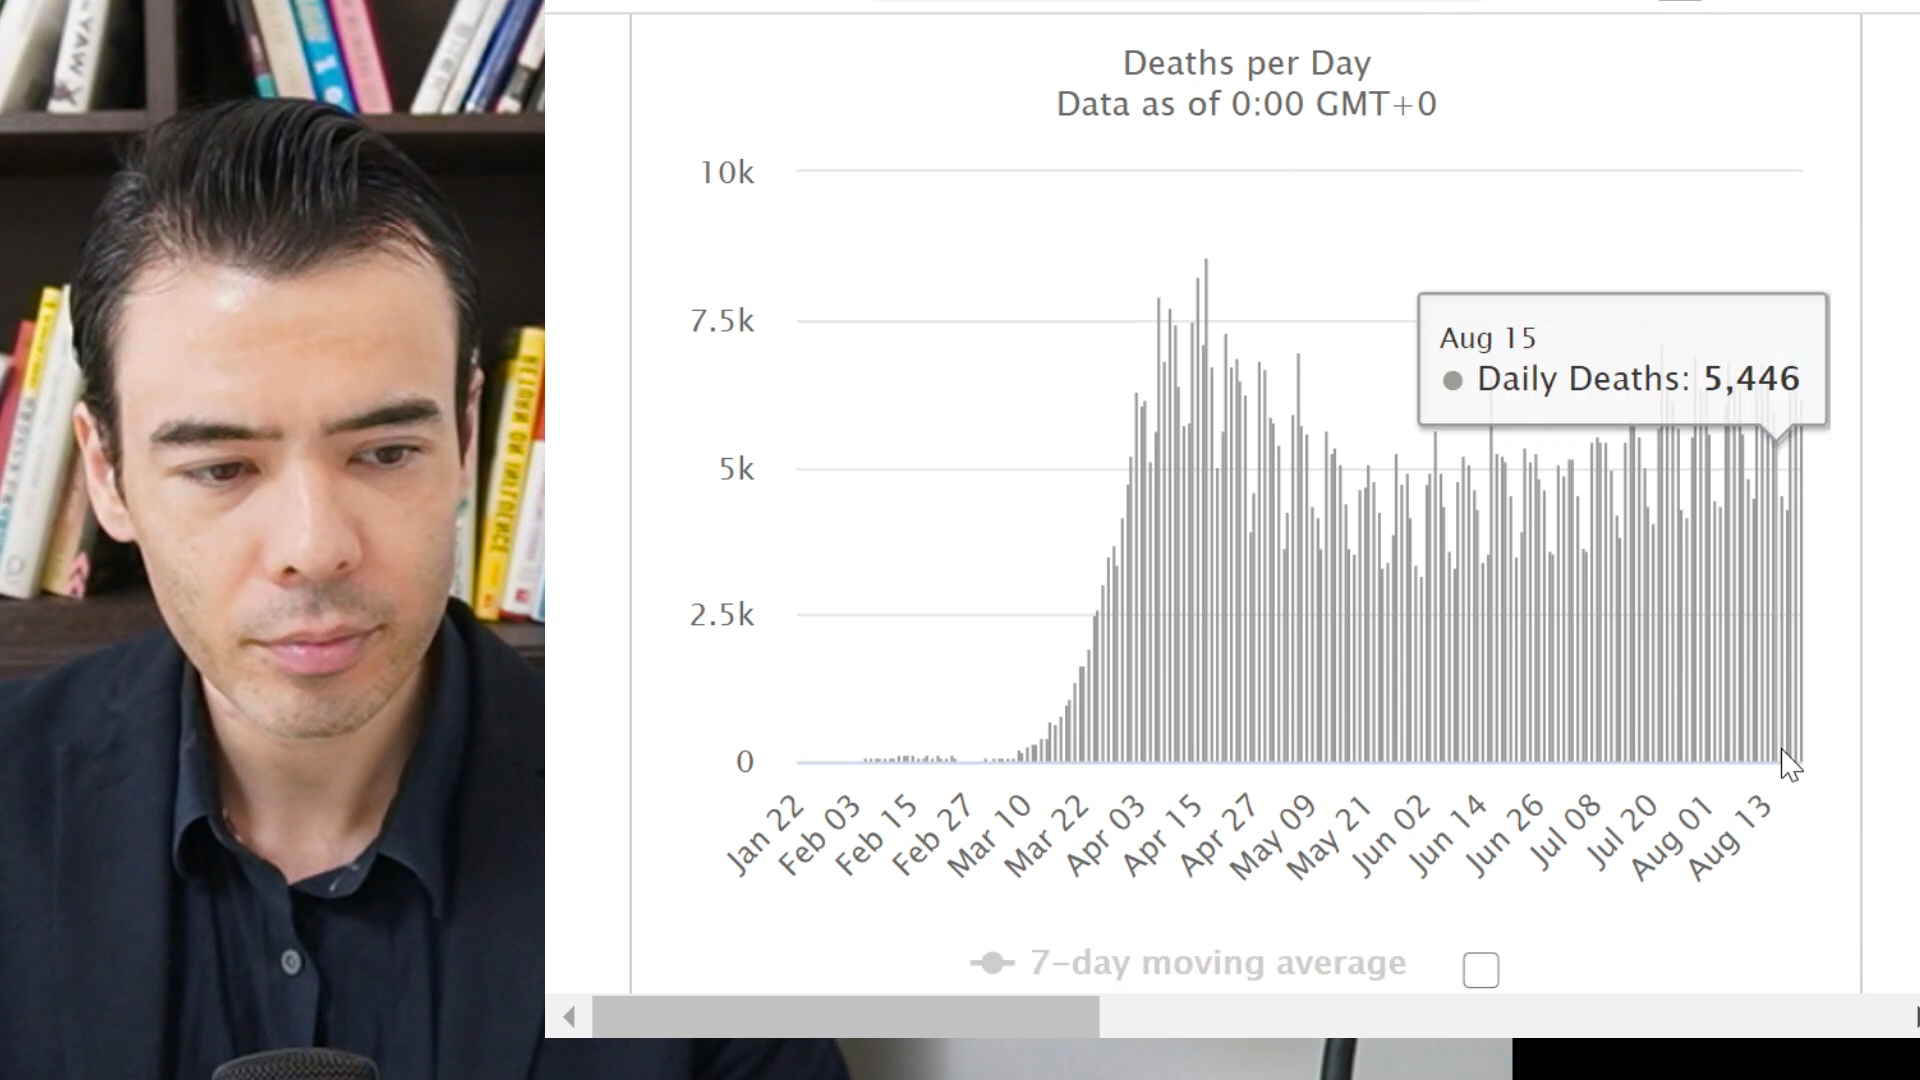 YAW
Deaths per Day
Data as of 0:00 GMT+0
10k
7.5k
5k
2.5k
0
Aug 15
Daily Deaths: 5,446
Jan 22
Feb 03
Feb 15
Feb 27
Mar 10
Mar 22
Apr 03
Apr 15
Apr 27
May 09
May 21
Jun 02
Jun 14
Jun 26
Jul 08
Jul 20
Aug 01
Aug 13
7-day moving average